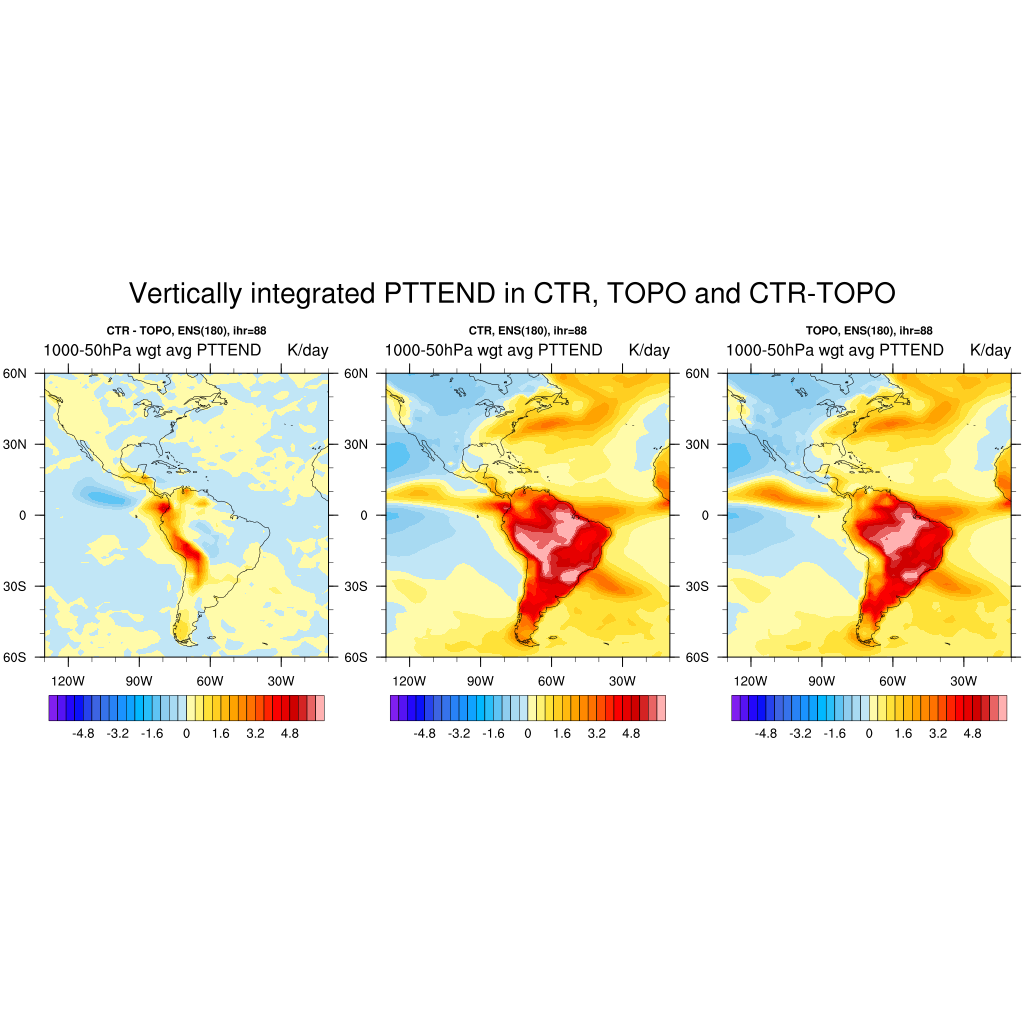 Vertically integrated PTTEND in CTR, TOPO and CTR-TOPO
CTR - TOPO, ENS(180), ihr=88
1000-50hPa wgt avg PTTEND K/day
60N
30N
0
30S
60S
120W 90W 60W 30W
-4.8 -3.2 -1.6 0 1.6 3.2 4.8
CTR, ENS(180), ihr=88
1000-50hPa wgt avg PTTEND K/day
60N
30N
0
30S
60S
120W 90W 60W 30W
-4.8 -3.2 -1.6 0 1.6 3.2 4.8
TOPO, ENS(180), ihr=88
1000-50hPa wgt avg PTTEND K/day
60N
30N
0
30S
60S
120W 90W 60W 30W
-4.8 -3.2 -1.6 0 1.6 3.2 4.8